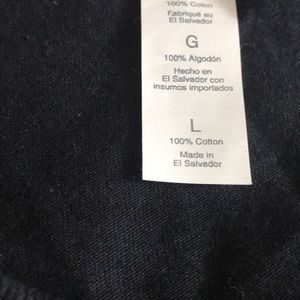 100% Coton
Fabriqué au
El Salvador
G
100% Algodón
Hecho en
El Salvador con
insumos importados
L
100% Cotton
Made in
El Salvador